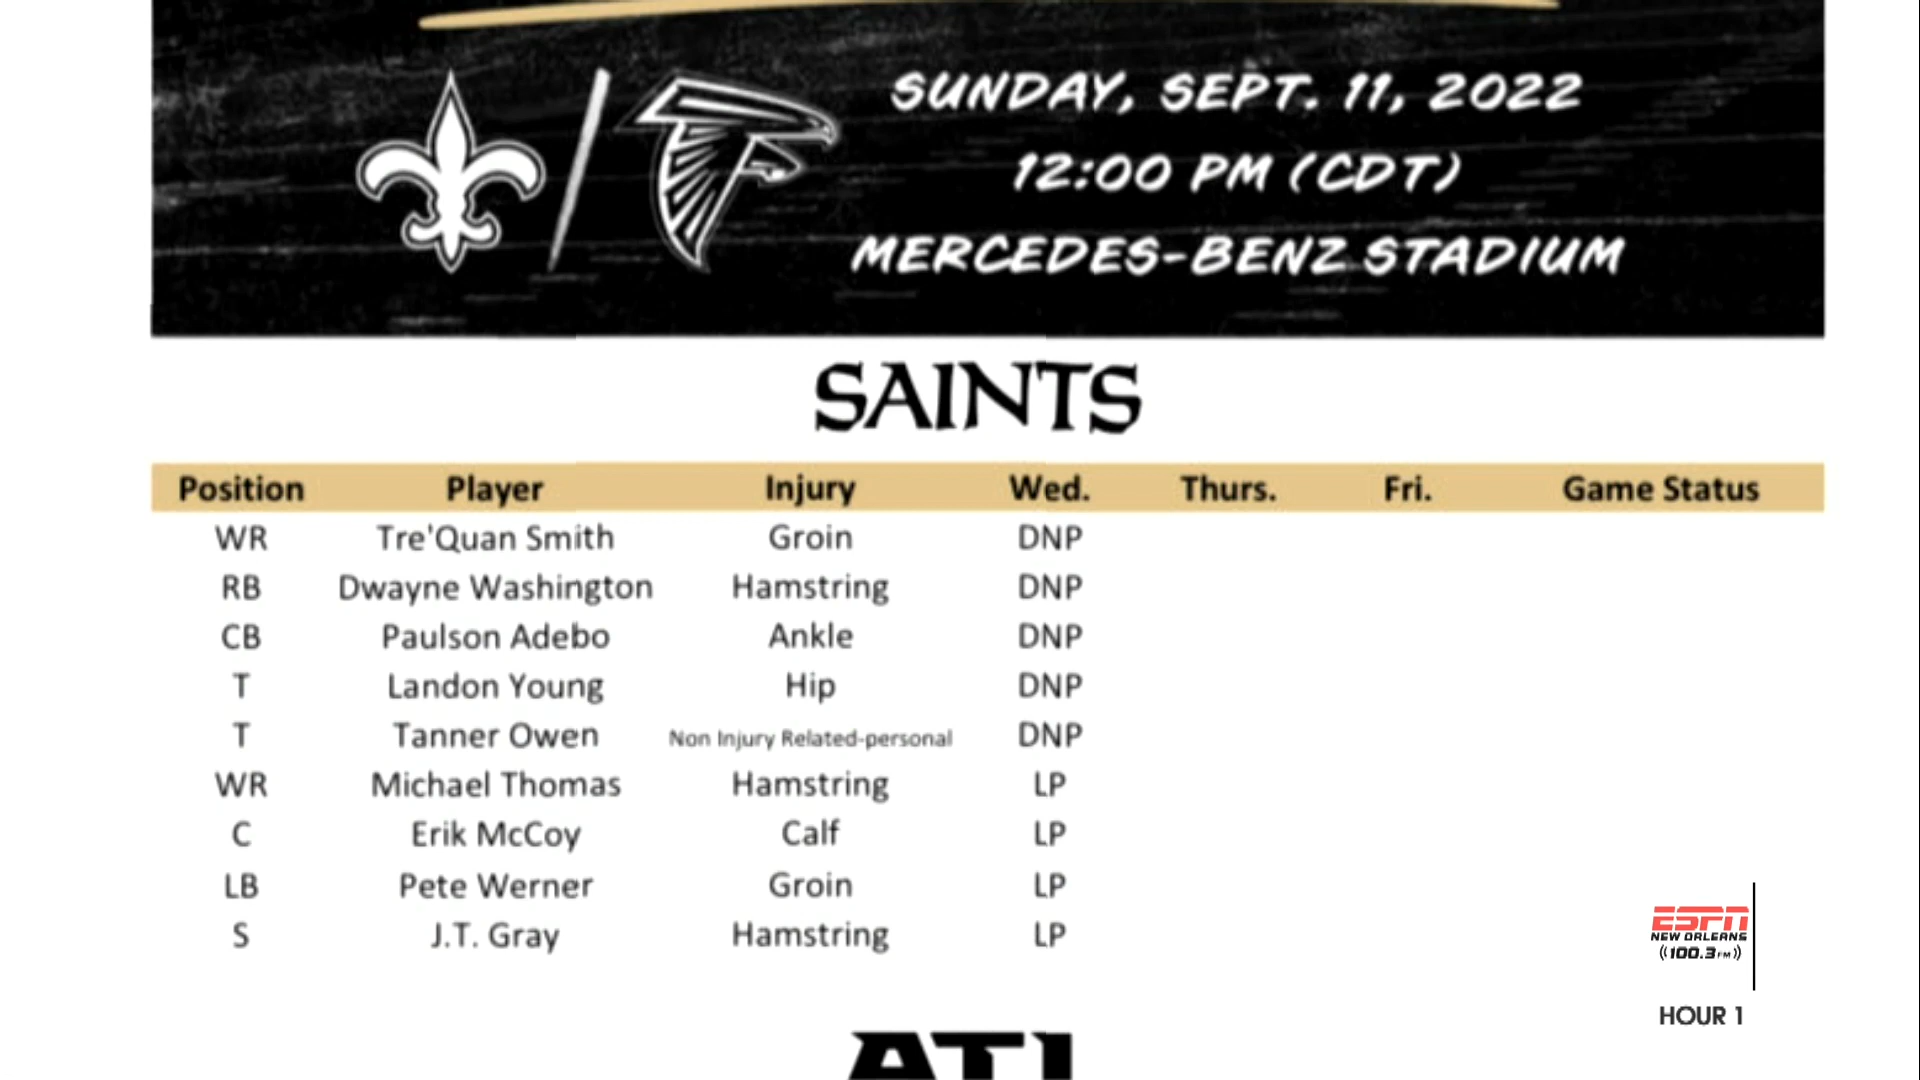 SUNDAY, SEPT. 11, 2022
12:00 PM (CDT)
MERCEDES-BENZ STADIUM
SAINTS
Position Player Injury Wed. Thurs. Fri. Game Status
WR Tre'Quan Smith Groin DNP
RB Dwayne Washington Hamstring DNP
CB Paulson Adebo Ankle DNP
T Landon Young Hip DNP
T Tanner Owen Non Injury Related-personal DNP
WR Michael Thomas Hamstring LP
C Erik McCoy Calf LP
LB Pete Werner Groin LP
S J.T. Gray Hamstring LP
ESPN
NEW ORLEANS
((100.3 FM))
HOUR 1
ATL